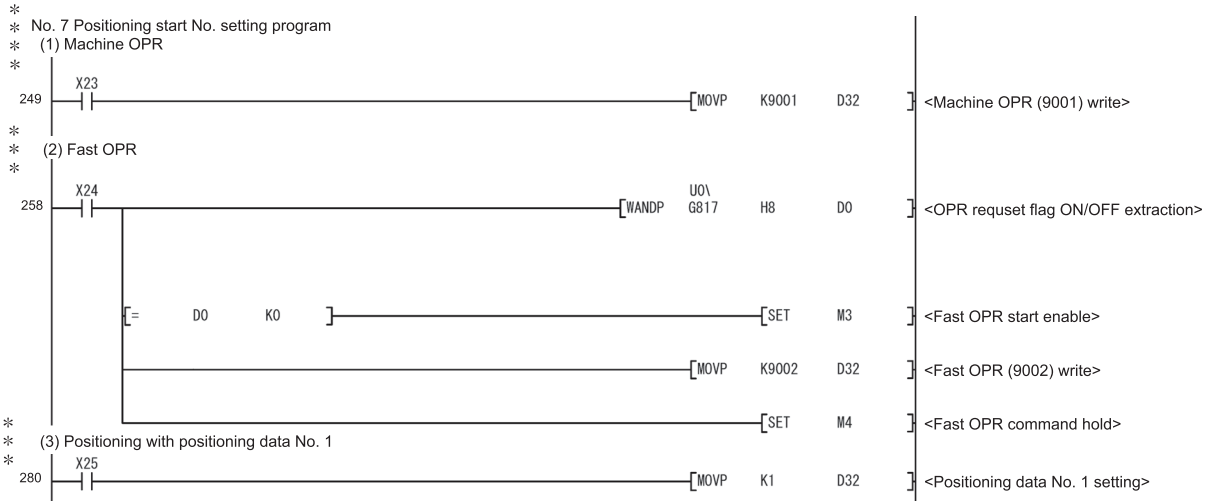 *
* No. 7 Positioning start No. setting program
* (1) Machine OPR
*
X23
249 [MOVP K9001 D32 ] <Machine OPR (9001) write>
*
* (2) Fast OPR
*
X24
U0\
258 [WANDP G817 H8 D0 ] <OPR requset flag ON/OFF extraction>
[= D0 K0 ] [SET M3 ] <Fast OPR start enable>
[MOVP K9002 D32 ] <Fast OPR (9002) write>
[SET M4 ] <Fast OPR command hold>
*
* (3) Positioning with positioning data No. 1
*
X25
280 [MOVP K1 D32 ] <Positioning data No. 1 setting>